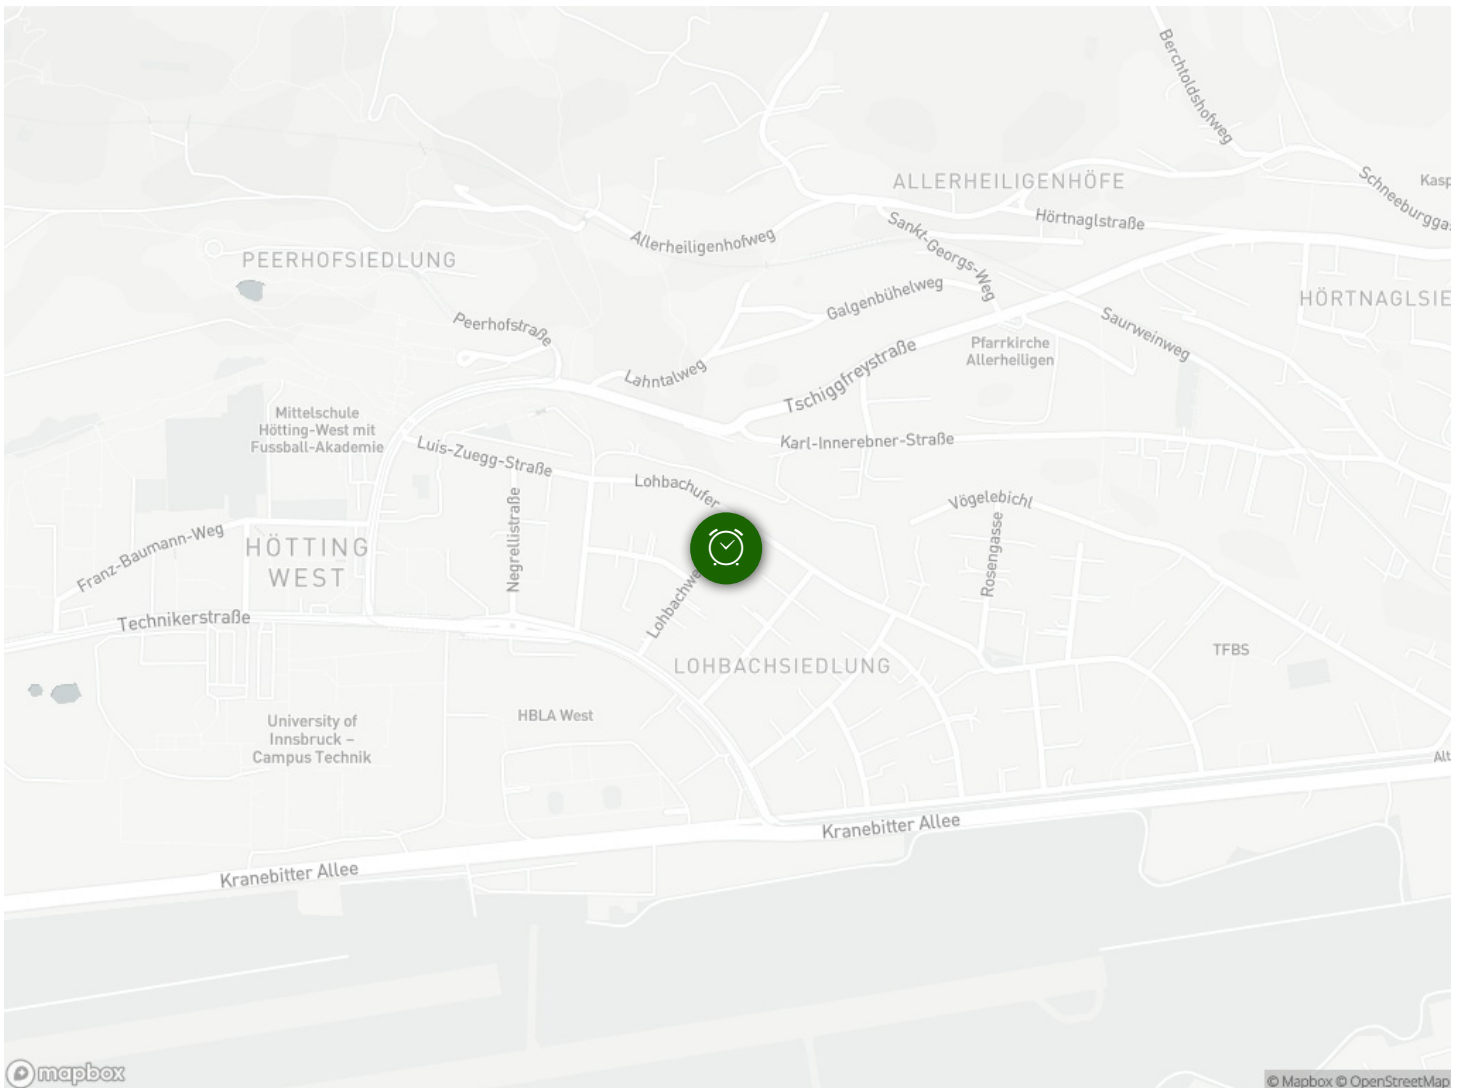 Berchtoldshofweg
ALLERHEILIGENHÖFE
Schneeburggas
Kasp
Hörtnaglstraße
Sankt-Georgs-Weg
Allerheiligenhofweg
PEERHOFSIEDLUNG
Galgenbühelweg
HÖRTNAGLSIE
Peerhofstraße
Saurweinweg
Pfarrkirche
Allerheiligen
Lahntalweg
Tschiggfreystraße
Mittelschule
Hötting-West mit
Fussball-Akademie
Luis-Zuegg-Straße
Karl-Innerebner-Straße
Lohbachufer
Vögelebichl
Negrellistraße
Rosengasse
Franz-Baumann-Weg
HÖTTING
WEST
Lohbachwe
Technikerstraße
TFBS
LOHBACHSIEDLUNG
University of
Innsbruck –
Campus Technik
HBLA West
Alt
Kranebitter Allee
Kranebitter Allee
mapbox
© Mapbox © OpenStreetMap